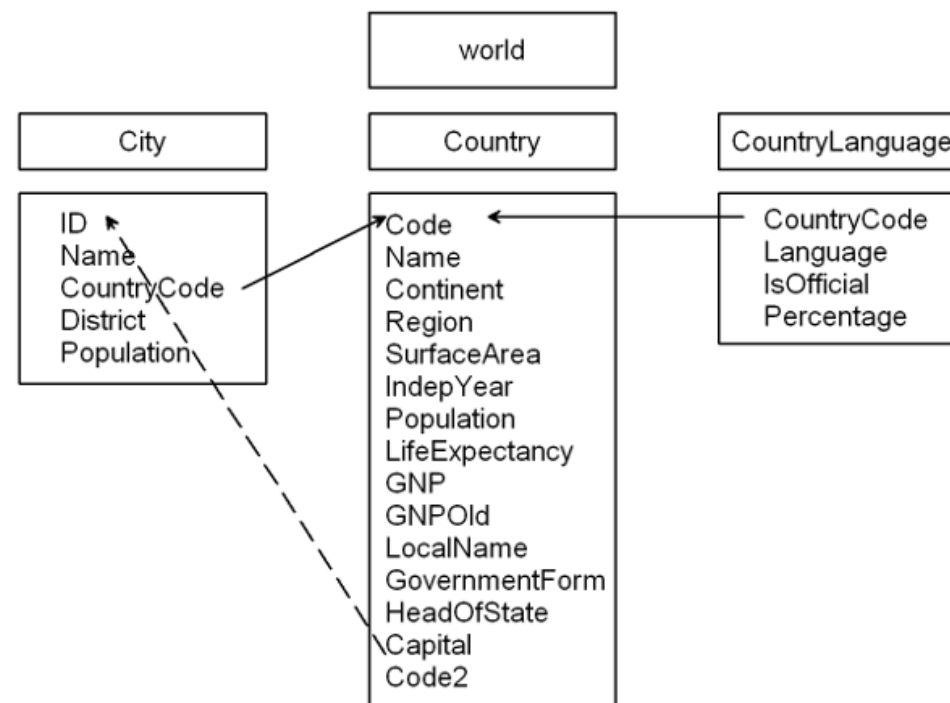 world
City
Country
CountryLanguage
ID
Name
CountryCode
District
Population
Code
Name
Continent
Region
SurfaceArea
IndepYear
Population
LifeExpectancy
GNP
GNPOld
LocalName
GovernmentForm
HeadOfState
Capital
Code2
CountryCode
Language
IsOfficial
Percentage